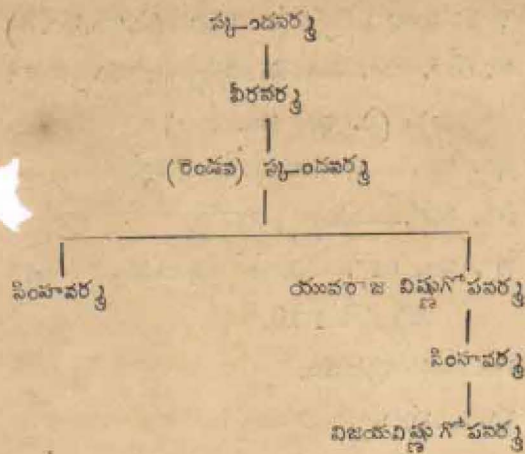 స్కందవర్మ
వీరవర్మ
(రెండవ) స్కందవర్మ
సింహవర్మ యువరాజ విష్ణుగోపవర్మ
సింహవర్మ
విజయవిష్ణుగోపవర్మ